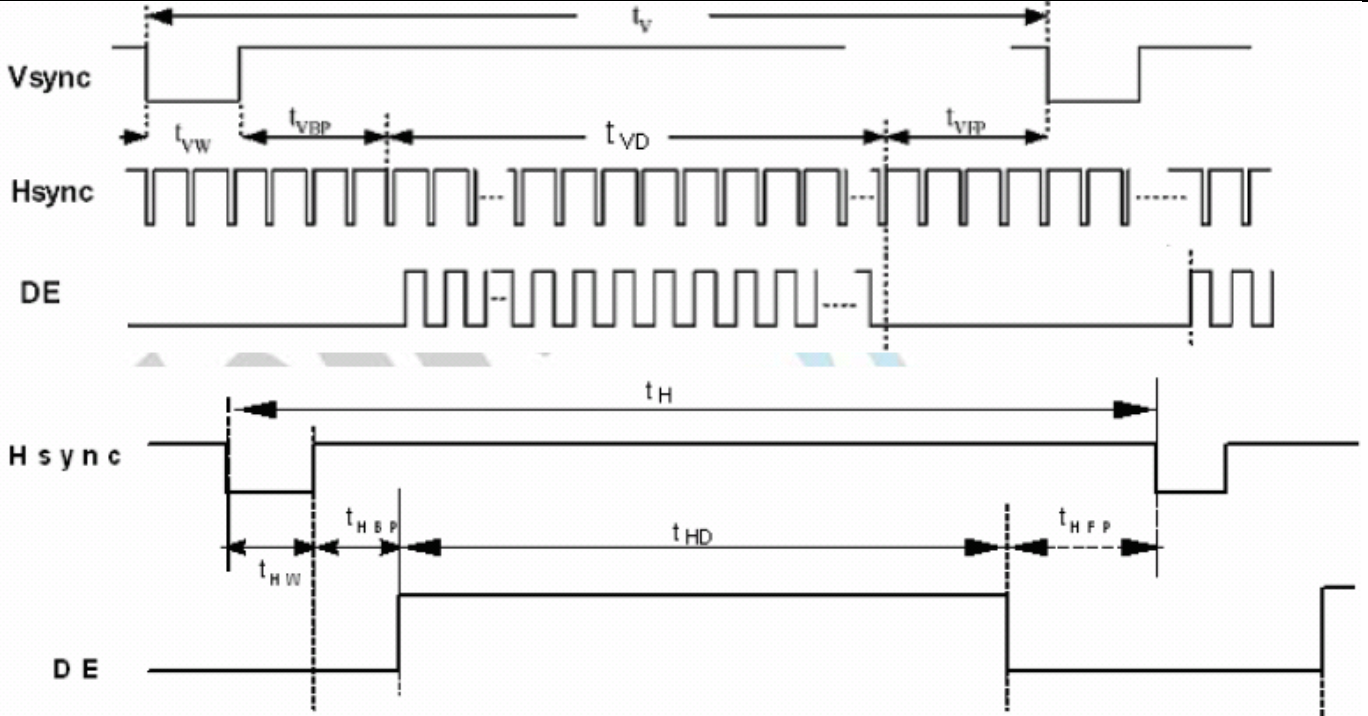 tV
Vsync
tVW tVBP tVD tVFP
Hsync
DE
tH
Hsync
tHBP tHD tHFP
tHW
DE